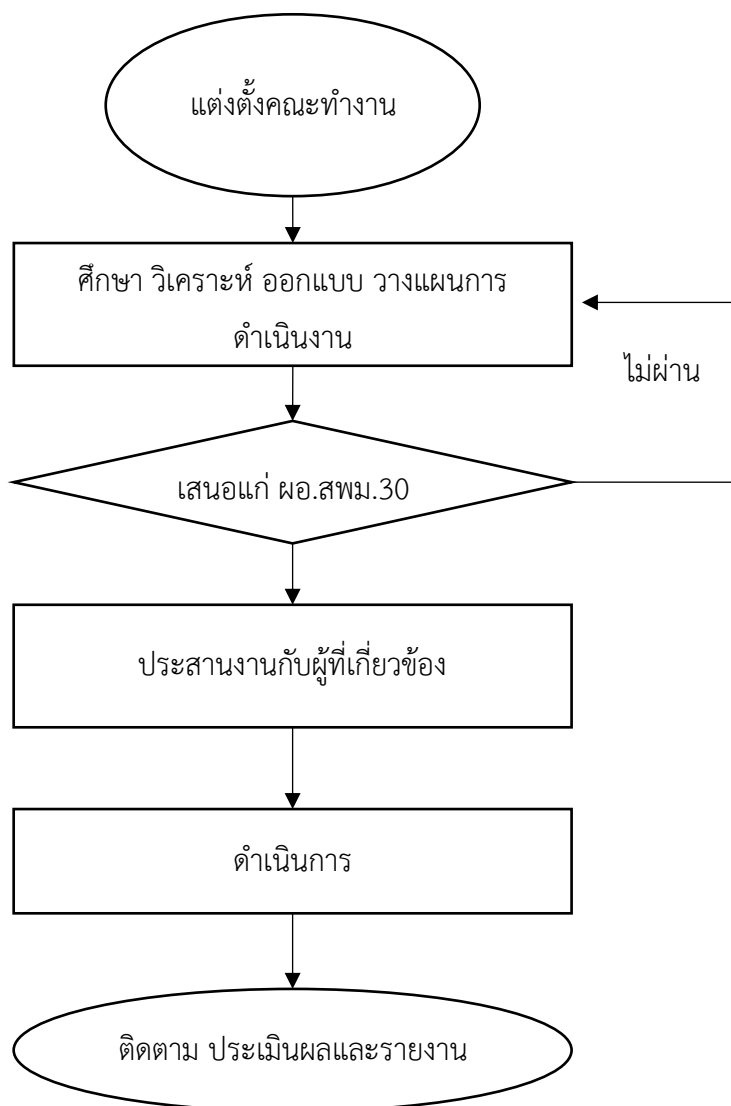 แต่งตั้งคณะทำงาน
ศึกษา วิเคราะห์ ออกแบบ วางแผนการ
ดำเนินงาน
ไม่ผ่าน
เสนอแก่ ผอ.สพม.30
ประสานงานกับผู้ที่เกี่ยวข้อง
ดำเนินการ
ติดตาม ประเมินผลและรายงาน